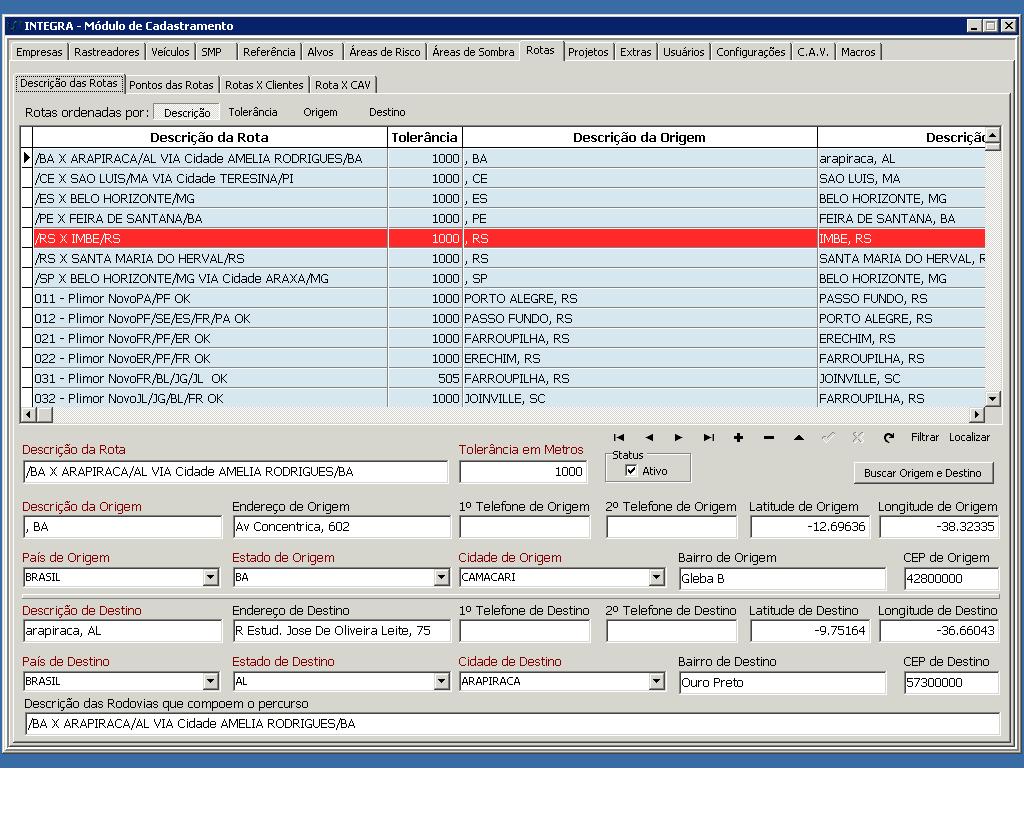 INTEGRA - Módulo de Cadastramento
Empresas Rastreadores Veículos SMP Referência Alvos Áreas de Risco Áreas de Sombra Rotas Projetos Extras Usuários Configurações C.A.V. Macros
Descrição das Rotas Pontos das Rotas Rotas X Clientes Rota X CAV
Rotas ordenadas por: Descrição Tolerância Origem Destino
Descrição da Rota Tolerância Descrição da Origem Descriçã
/BA X ARAPIRACA/AL VIA Cidade AMELIA RODRIGUES/BA 1000 , BA arapiraca, AL
/CE X SAO LUIS/MA VIA Cidade TERESINA/PI 1000 , CE SAO LUIS, MA
/ES X BELO HORIZONTE/MG 1000 , ES BELO HORIZONTE, MG
/PE X FEIRA DE SANTANA/BA 1000 , PE FEIRA DE SANTANA, BA
/RS X IMBE/RS 1000 , RS IMBE, RS
/RS X SANTA MARIA DO HERVAL/RS 1000 , RS SANTA MARIA DO HERVAL, R
/SP X BELO HORIZONTE/MG VIA Cidade ARAXA/MG 1000 , SP BELO HORIZONTE, MG
011 - Plimor NovoPA/PF OK 1000 PORTO ALEGRE, RS PASSO FUNDO, RS
012 - Plimor NovoPF/SE/ES/FR/PA OK 1000 PASSO FUNDO, RS PORTO ALEGRE, RS
021 - Plimor NovoFR/PF/ER OK 1000 FARROUPILHA, RS ERECHIM, RS
022 - Plimor NovoER/PF/FR OK 1000 ERECHIM, RS FARROUPILHA, RS
031 - Plimor NovoFR/BL/JG/JL OK 505 FARROUPILHA, RS JOINVILLE, SC
032 - Plimor NovoJL/JG/BL/FR OK 1000 JOINVILLE, SC FARROUPILHA, RS
Filtrar Localizar
Descrição da Rota Tolerância em Metros Status
/BA X ARAPIRACA/AL VIA Cidade AMELIA RODRIGUES/BA 1000 Ativo Buscar Origem e Destino
Descrição da Origem Endereço de Origem 1º Telefone de Origem 2º Telefone de Origem Latitude de Origem Longitude de Origem
, BA Av Concentrica, 602 -12.69636 -38.32335
País de Origem Estado de Origem Cidade de Origem Bairro de Origem CEP de Origem
BRASIL BA CAMACARI Gleba B 42800000
Descrição de Destino Endereço de Destino 1º Telefone de Destino 2º Telefone de Destino Latitude de Destino Longitude de Destino
arapiraca, AL R Estud. Jose De Oliveira Leite, 75 -9.75164 -36.66043
País de Destino Estado de Destino Cidade de Destino Bairro de Destino CEP de Destino
BRASIL AL ARAPIRACA Ouro Preto 57300000
Descrição das Rodovias que compoem o percurso
/BA X ARAPIRACA/AL VIA Cidade AMELIA RODRIGUES/BA